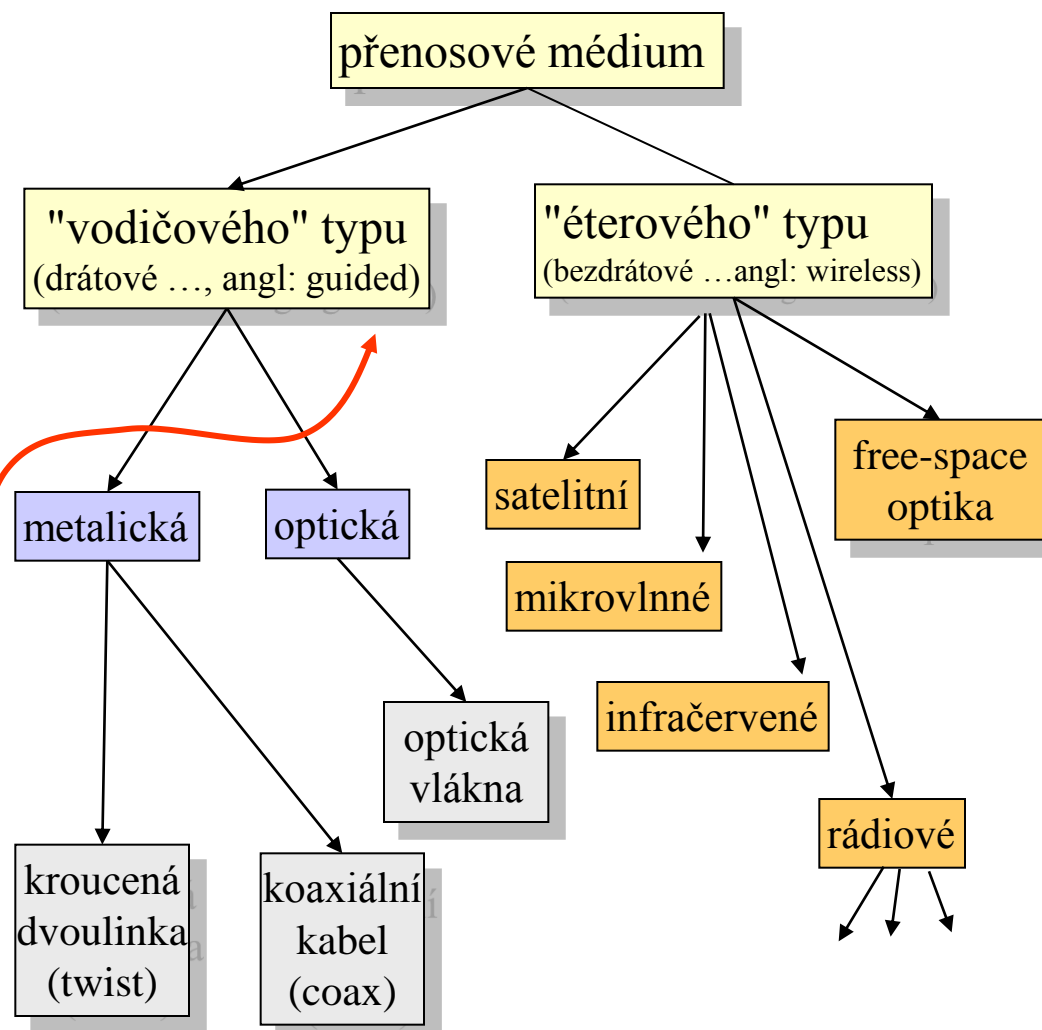 přenosové médium
"vodičového" typu
(drátové …, angl: guided)
"éterového" typu
(bezdrátové …angl: wireless)
metalická
optická
satelitní
free-space
optika
mikrovlnné
infračervené
optická
vlákna
rádiové
kroucená
dvoulinka
(twist)
koaxiální
kabel
(coax)